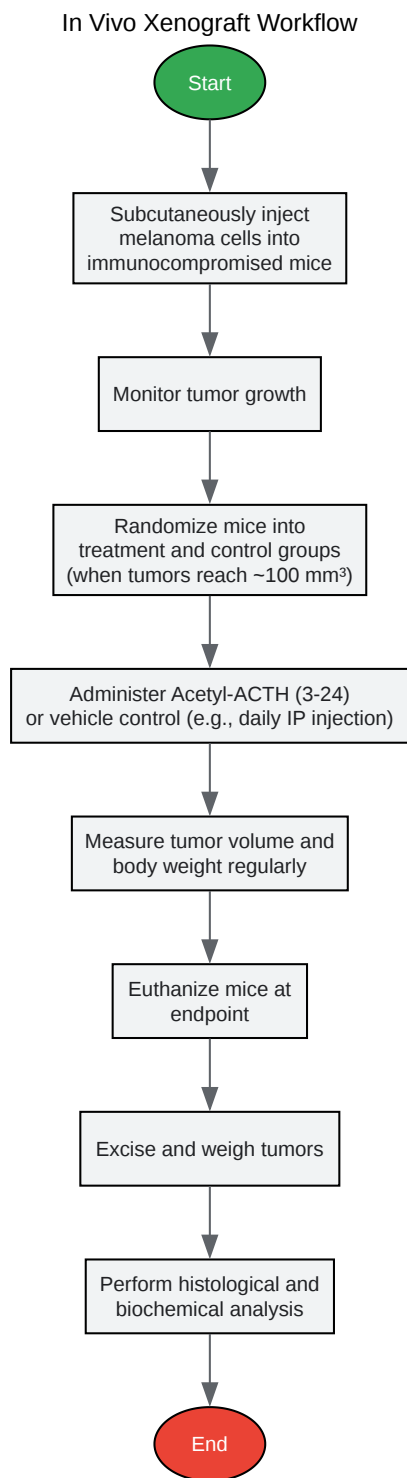 In Vivo Xenograft Workflow
Start
Subcutaneously inject
melanoma cells into
immunocompromised mice
Monitor tumor growth
Randomize mice into
treatment and control groups
(when tumors reach ~100 mm³)
Administer Acetyl-ACTH (3-24)
or vehicle control (e.g., daily IP injection)
Measure tumor volume and
body weight regularly
Euthanize mice at
endpoint
Excise and weigh tumors
Perform histological and
biochemical analysis
End